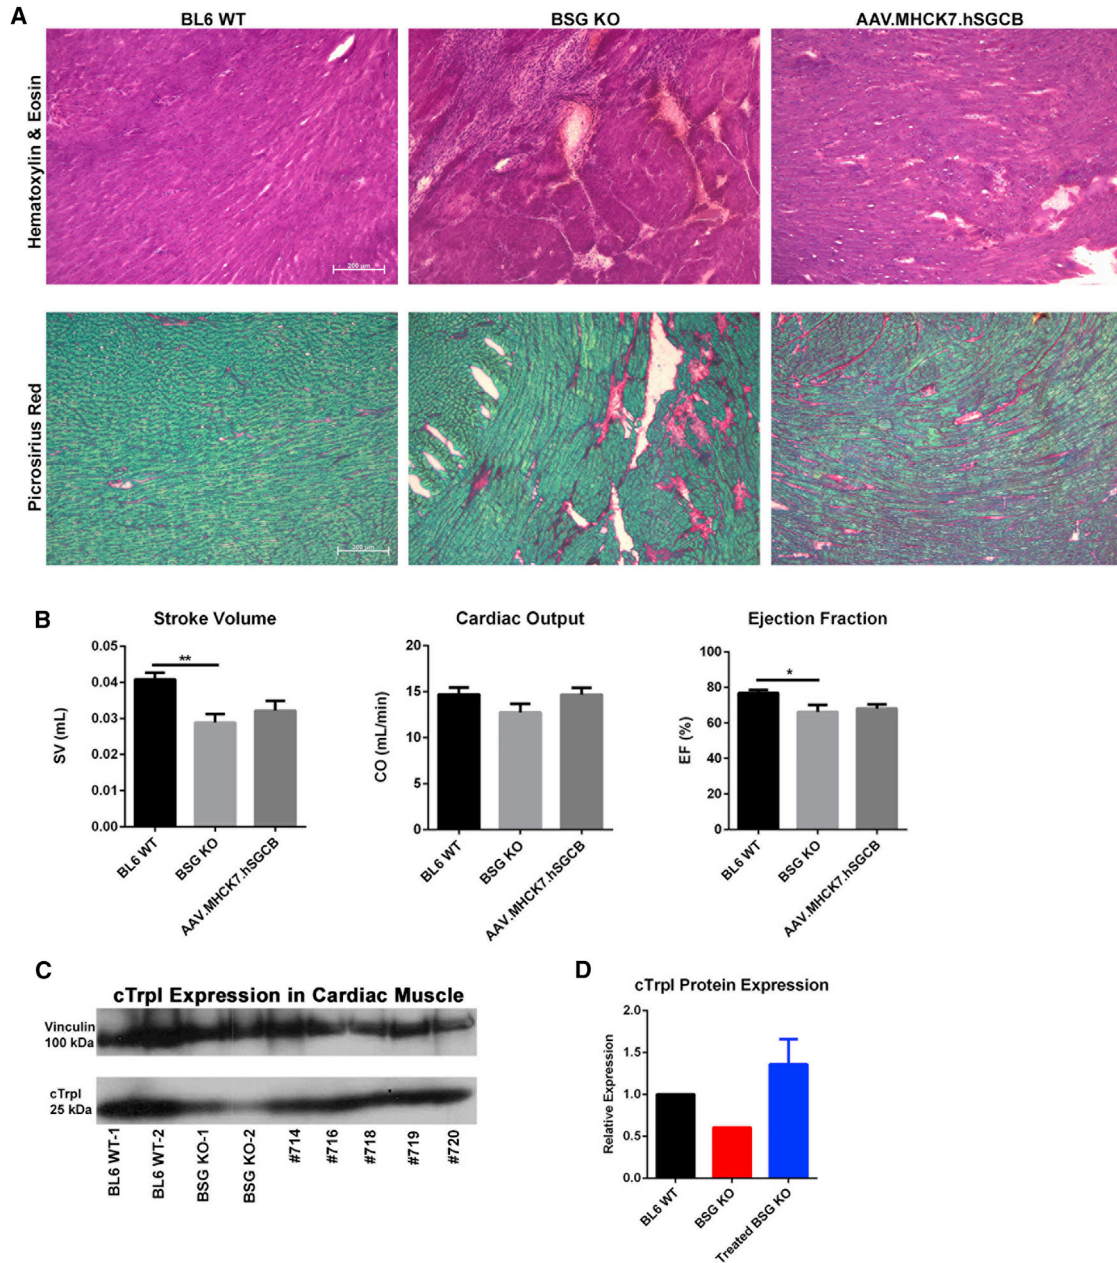 A
BL6 WT
BSG KO
AAV.MHCK7.hSGCB
Hematoxylin & Eosin
200 µm
Picrosirius Red
200 µm
B
Stroke Volume
SV (mL)
0.05
0.04
0.03
0.02
0.01
0.00
**
BL6 WT
BSG KO
AAV.MHCK7.hSGCB
Cardiac Output
CO (mL/min)
20
15
10
5
0
BL6 WT
BSG KO
AAV.MHCK7.hSGCB
Ejection Fraction
EF (%)
100
80
60
40
20
0
*
BL6 WT
BSG KO
AAV.MHCK7.hSGCB
C
cTrpI Expression in Cardiac Muscle
Vinculin
100 kDa
cTrpI
25 kDa
BL6 WT-1
BL6 WT-2
BSG KO-1
BSG KO-2
#714
#716
#718
#719
#720
D
cTrpI Protein Expression
Relative Expression
2.0
1.5
1.0
0.5
0.0
BL6 WT
BSG KO
Treated BSG KO